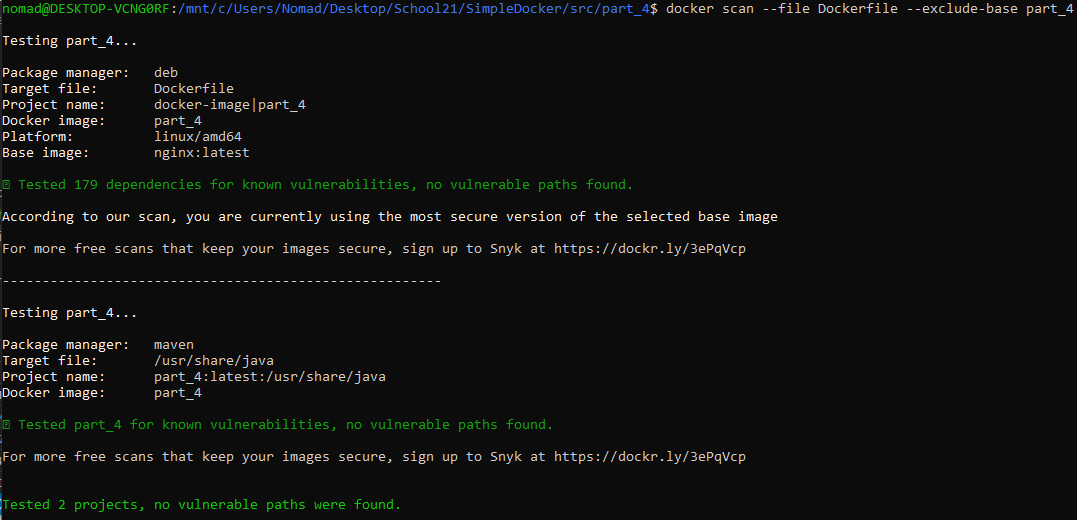 nomad@DESKTOP-VCNG0RF:/mnt/c/Users/Nomad/Desktop/School21/SimpleDocker/src/part_4$ docker scan --file Dockerfile --exclude-base part_4
Testing part_4...
Package manager:   deb
Target file:       Dockerfile
Project name:      docker-image|part_4
Docker image:      part_4
Platform:          linux/amd64
Base image:        nginx:latest
Tested 179 dependencies for known vulnerabilities, no vulnerable paths found.
According to our scan, you are currently using the most secure version of the selected base image
For more free scans that keep your images secure, sign up to Snyk at https://dockr.ly/3ePqVcp
-------------------------------------------------------
Testing part_4...
Package manager:   maven
Target file:       /usr/share/java
Project name:      part_4:latest:/usr/share/java
Docker image:      part_4
Tested part_4 for known vulnerabilities, no vulnerable paths found.
For more free scans that keep your images secure, sign up to Snyk at https://dockr.ly/3ePqVcp
Tested 2 projects, no vulnerable paths were found.